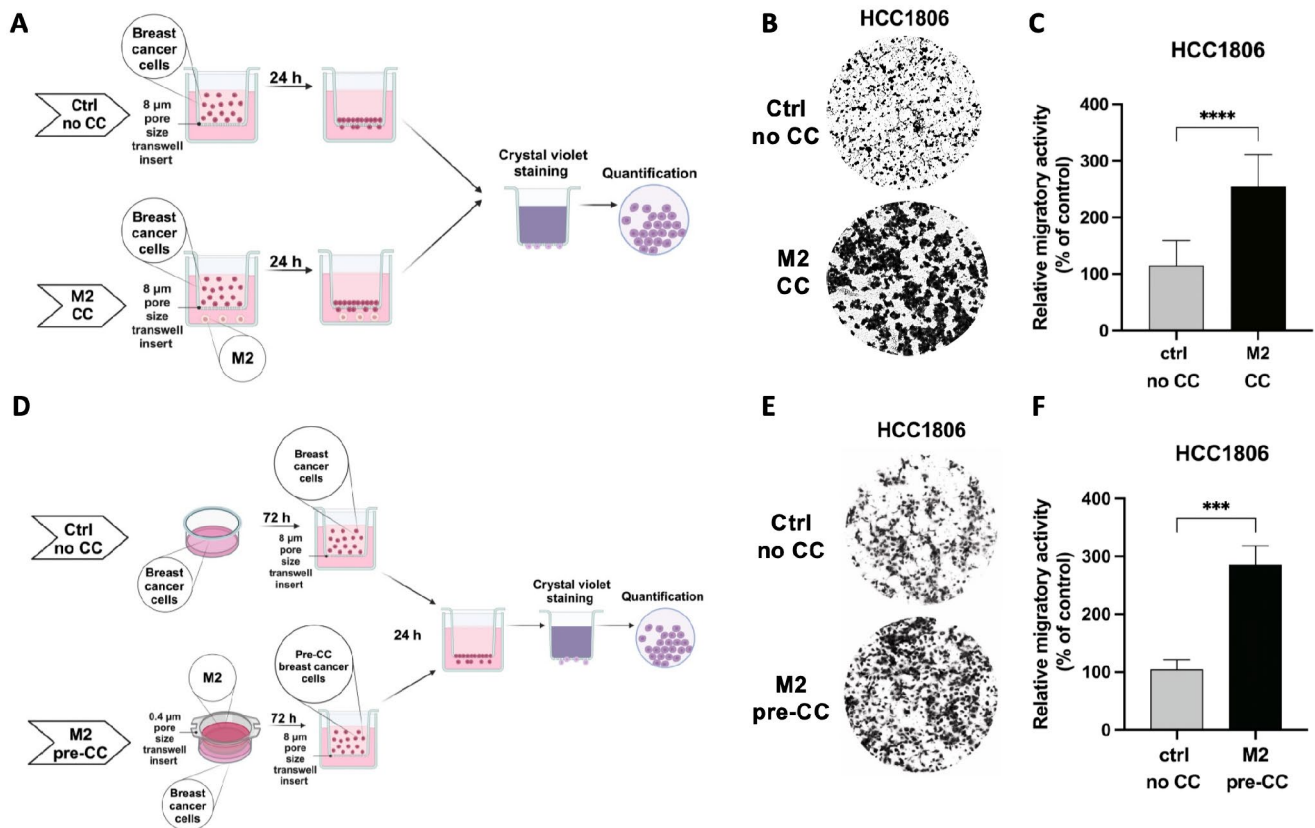 A
Breast
cancer
cells
Ctrl
no CC
8 µm
pore
size
transwell
insert
24 h
Breast
cancer
cells
M2
CC
8 µm
pore
size
transwell
insert
24 h
M2
Crystal violet
staining
Quantification
B
HCC1806
Ctrl
no CC
M2
CC
C
HCC1806
Relative migratory activity
(% of control)
400
300
200
100
0
****
ctrl
no CC
M2
CC
D
Ctrl
no CC
Breast
cancer
cells
72 h
8 µm
pore
size
transwell
insert
Breast
cancer
cells
M2
pre-CC
M2
0.4 µm
pore
size
transwell
insert
Breast
cancer
cells
72 h
8 µm
pore
size
transwell
insert
Pre-CC
breast cancer
cells
24 h
Crystal violet
staining
Quantification
E
HCC1806
Ctrl
no CC
M2
pre-CC
F
HCC1806
Relative migratory activity
(% of control)
400
300
200
100
0
***
ctrl
no CC
M2
pre-CC